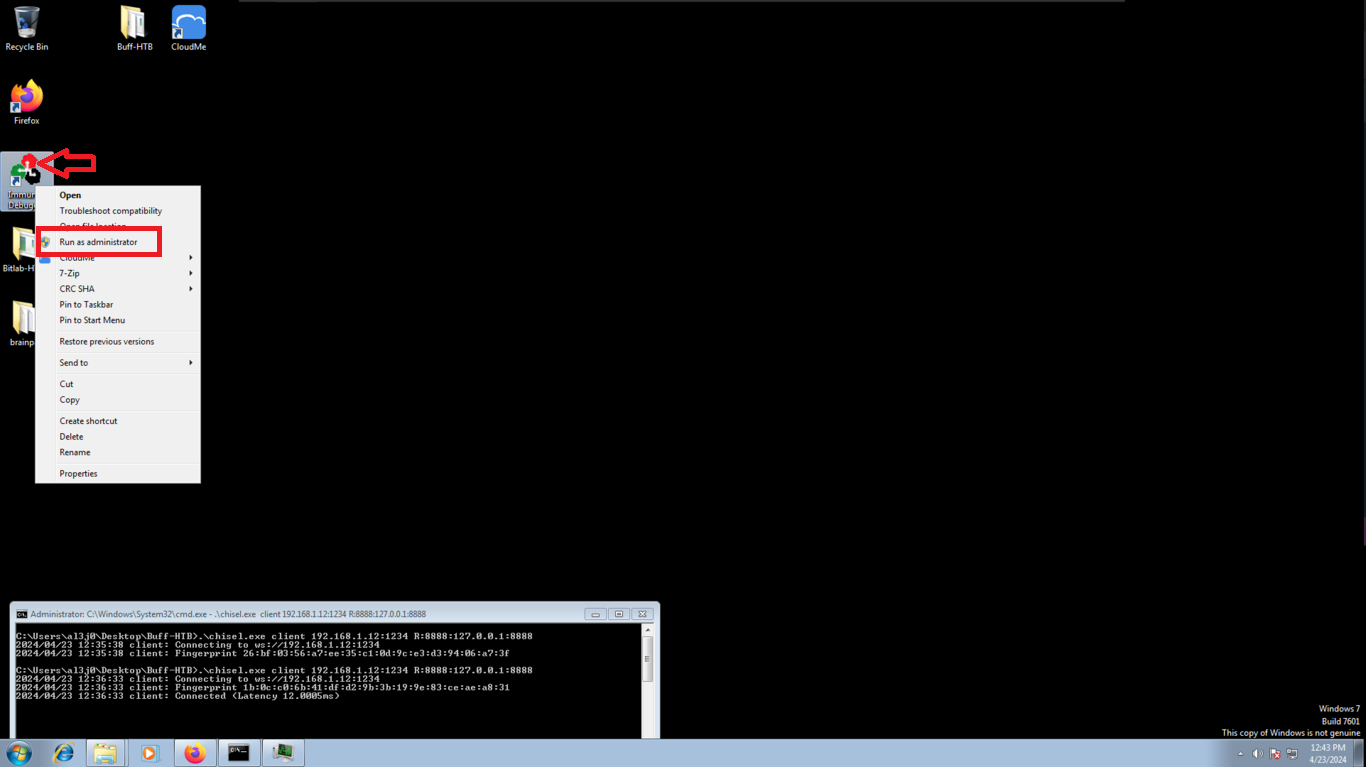 Recycle Bin
Buff-HTB
CloudMe
Firefox
Open
Troubleshoot compatibility
Open file location
Run as administrator
CloudMe
7-Zip
CRC SHA
Pin to Taskbar
Pin to Start Menu
Restore previous versions
Send to
Cut
Copy
Create shortcut
Delete
Rename
Properties
Immun
Debug
Bitlab-H
brainp
Administrator: C:\Windows\System32\cmd.exe - .\chisel.exe  client 192.168.1.12:1234 R:8888:127.0.0.1:8888
C:\Users\al3j0\Desktop\Buff-HTB>.\chisel.exe client 192.168.1.12:1234 R:8888:127.0.0.1:8888
2024/04/23 12:35:38 client: Connecting to ws://192.168.1.12:1234
2024/04/23 12:35:38 client: Fingerprint 26:bf:03:56:a7:ee:35:c1:0d:9c:e3:d3:94:06:a7:3f
C:\Users\al3j0\Desktop\Buff-HTB>.\chisel.exe client 192.168.1.12:1234 R:8888:127.0.0.1:8888
2024/04/23 12:36:33 client: Connecting to ws://192.168.1.12:1234
2024/04/23 12:36:33 client: Fingerprint 1b:0c:c0:6b:41:df:d2:9b:3b:19:9e:83:ce:ae:a8:31
2024/04/23 12:36:33 client: Connected (Latency 12.0005ms)
Windows 7
Build 7601
This copy of Windows is not genuine
12:43 PM
4/23/2024